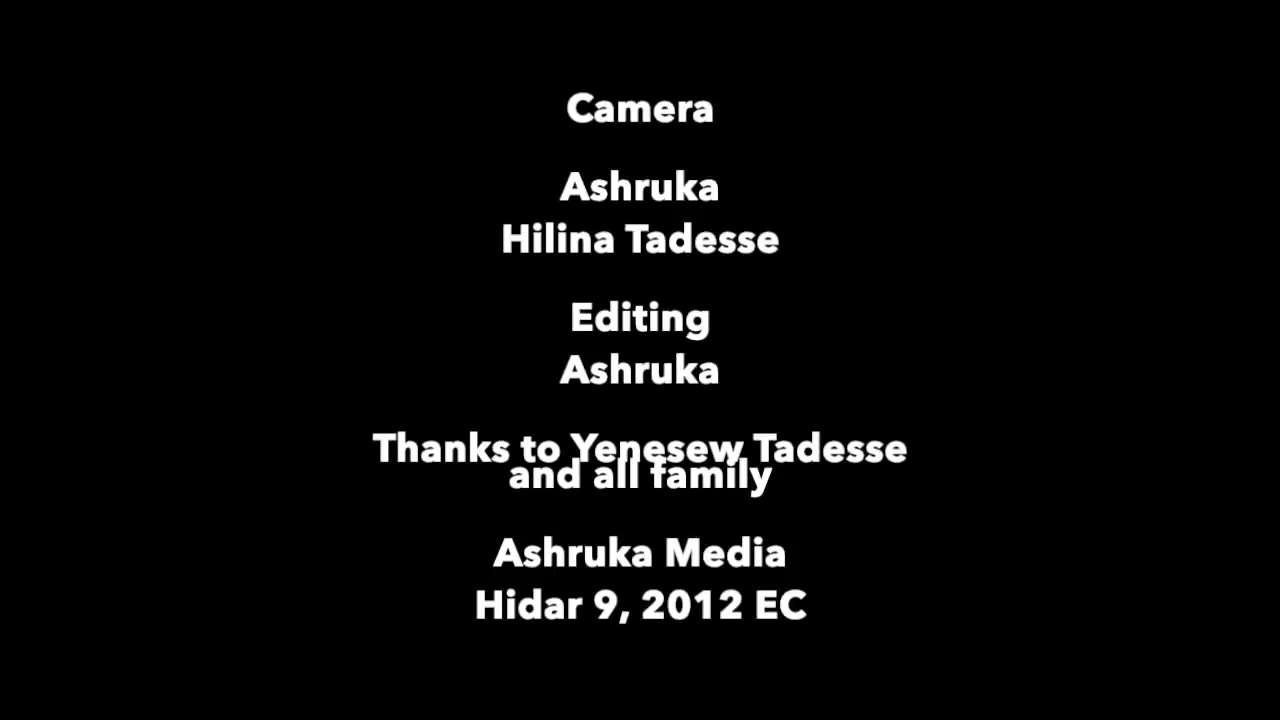 Camera
Ashruka
Hilina Tadesse
Editing
Ashruka
Thanks to Yenesew Tadesse
and all family
Ashruka Media
Hidar 9, 2012 EC